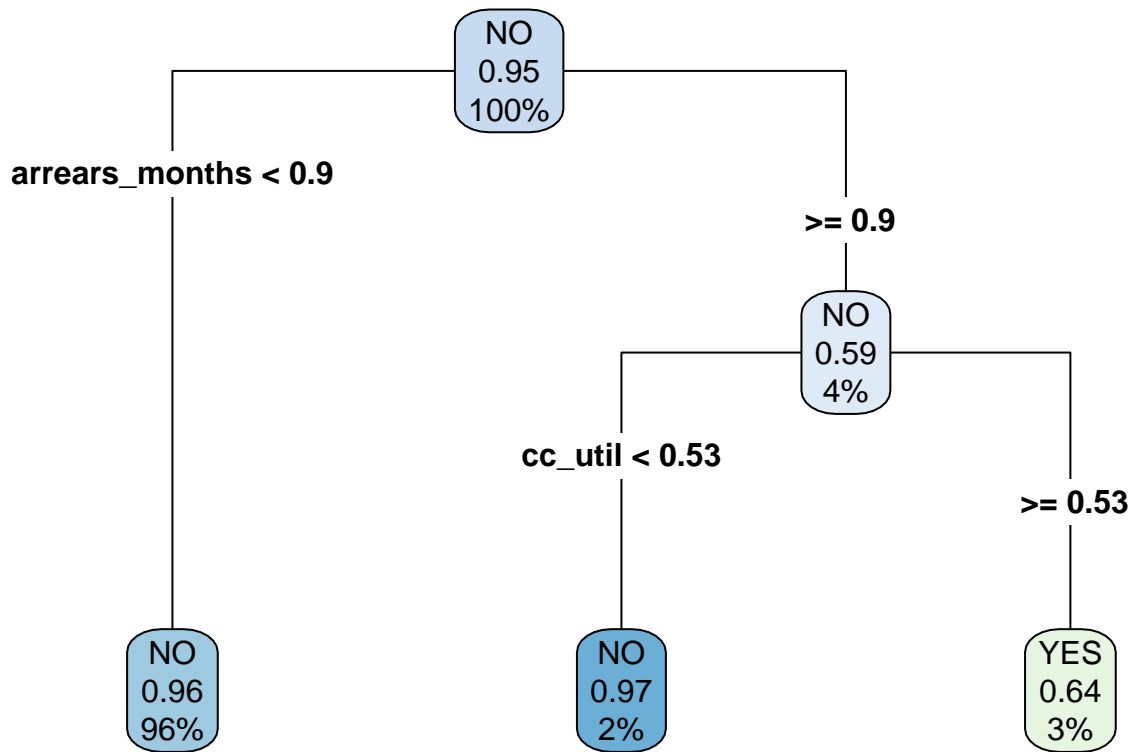 NO
0.95
100%
arrears_months < 0.9
>= 0.9
NO
0.59
4%
cc_util < 0.53
>= 0.53
NO
0.96
96%
NO
0.97
2%
YES
0.64
3%